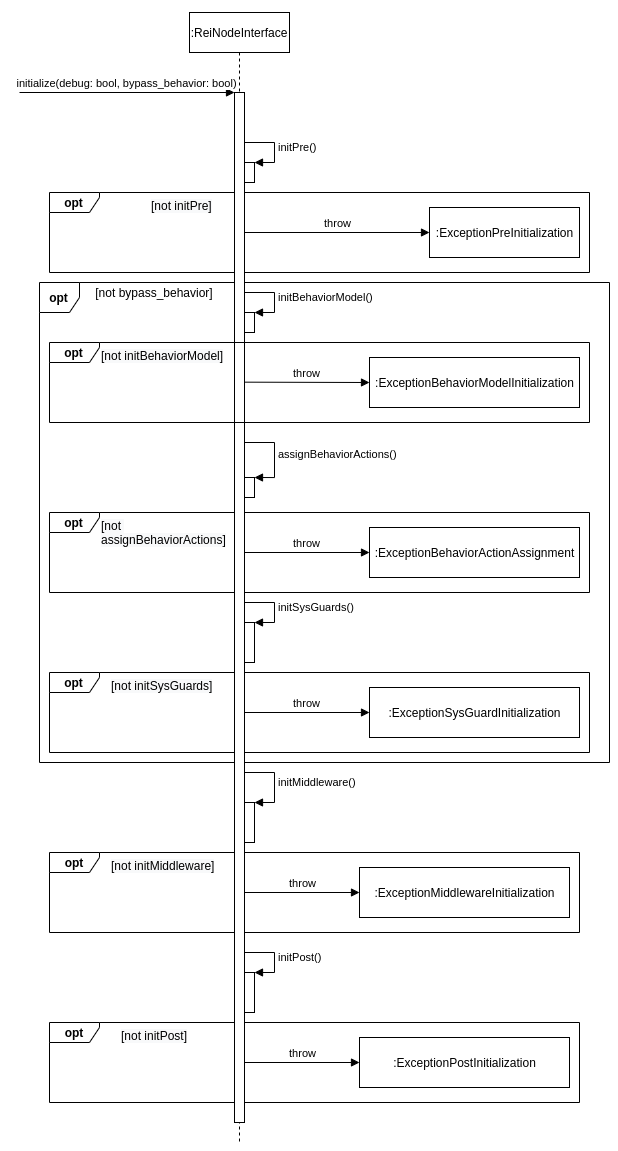 :ReiNodeInterface
initialize(debug: bool, bypass_behavior: bool)
initPre()
opt
[not initPre]
throw
:ExceptionPreInitialization
opt
[not bypass_behavior]
initBehaviorModel()
opt
[not initBehaviorModel]
throw
:ExceptionBehaviorModelInitialization
assignBehaviorActions()
opt
[not
assignBehaviorActions]
throw
:ExceptionBehaviorActionAssignment
initSysGuards()
opt
[not initSysGuards]
throw
:ExceptionSysGuardInitialization
initMiddleware()
opt
[not initMiddleware]
throw
:ExceptionMiddlewareInitialization
initPost()
opt
[not initPost]
throw
:ExceptionPostInitialization